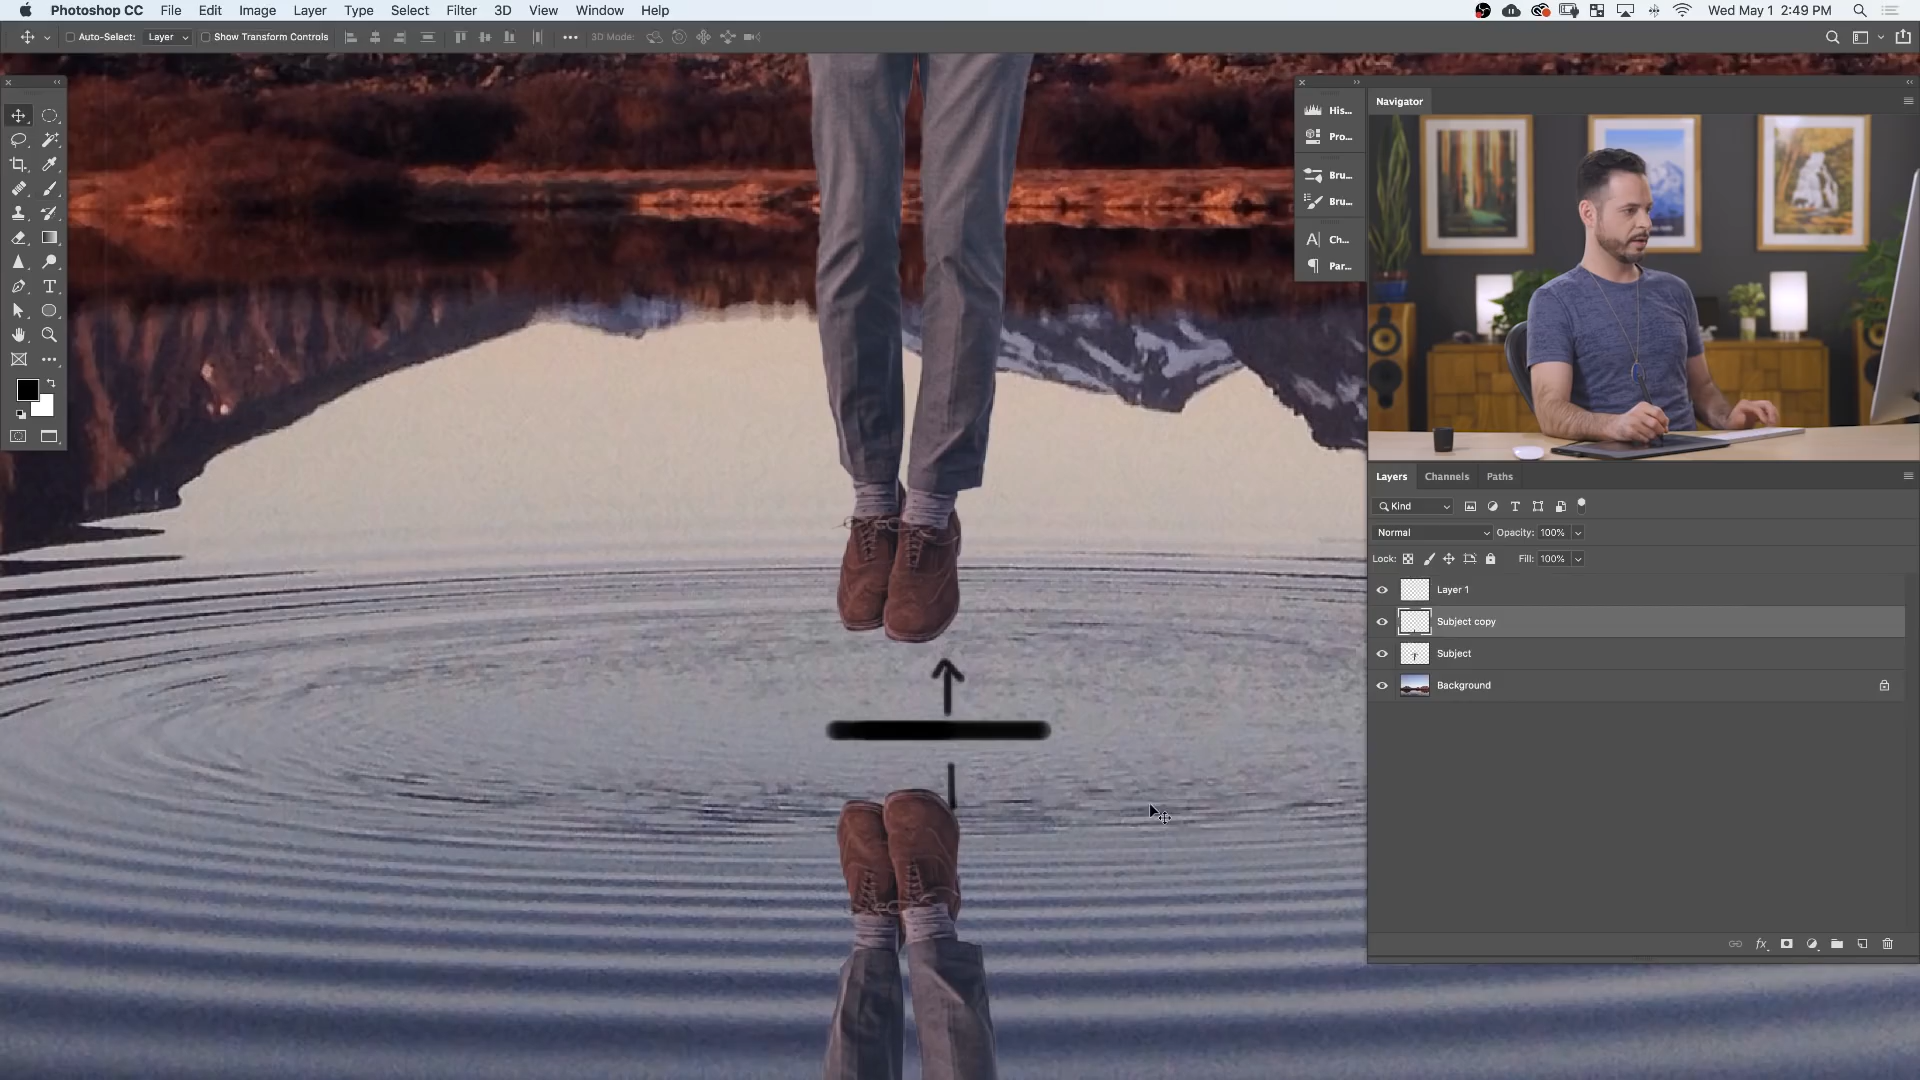 Photoshop CC File Edit Image Layer Type Select Filter 3D View Window Help Wed May 1 2:49 PM
Auto-Select: Layer Show Transform Controls 3D Mode:
Navigator
His...
Pro...
Bru...
Bru...
Ch...
Par...
Layers Channels Paths
Kind
Normal Opacity: 100%
Lock: Fill: 100%
Layer 1
Subject copy
Subject
Background
fx